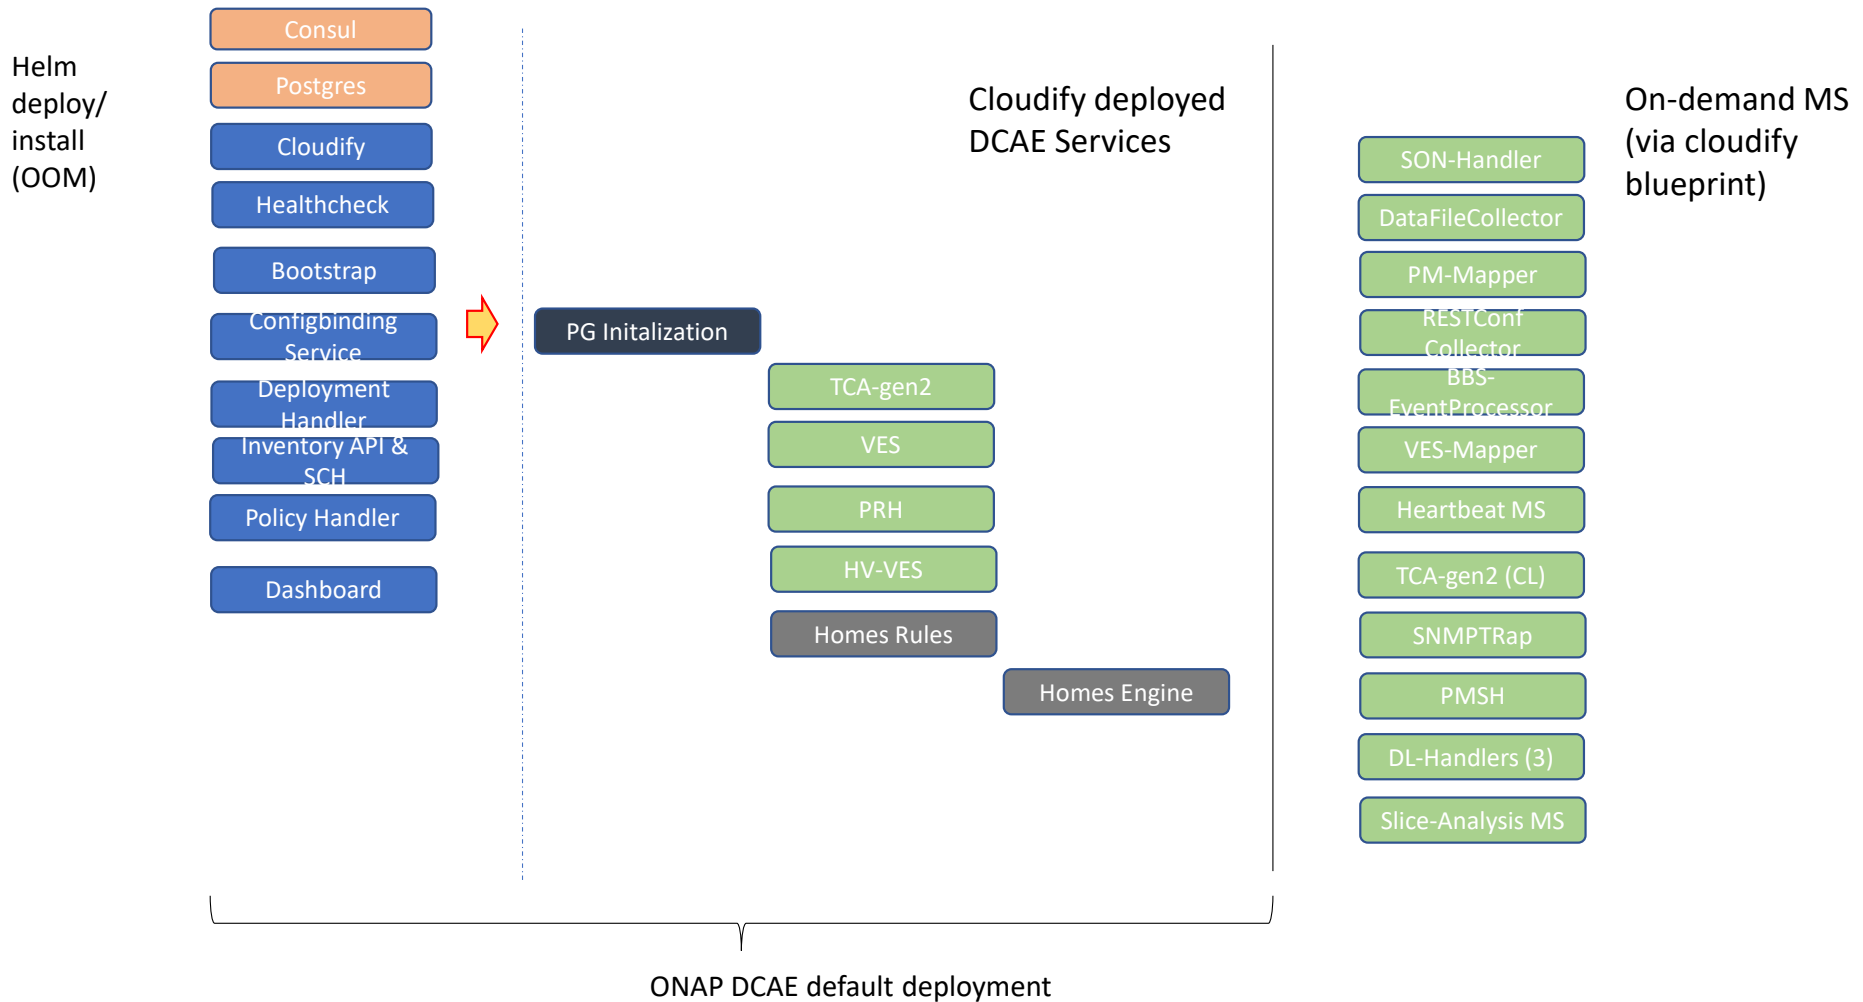 Helm
deploy/
install
(OOM)
Consul
Postgres
Cloudify
Healthcheck
Bootstrap
Configbinding
Service
Deployment
Handler
Inventory API &
SCH
Policy Handler
Dashboard
Cloudify deployed
DCAE Services
PG Initalization
TCA-gen2
VES
PRH
HV-VES
Homes Rules
Homes Engine
On-demand MS
(via cloudify
blueprint)
SON-Handler
DataFileCollector
PM-Mapper
RESTConf
Collector
BBS-
EventProcessor
VES-Mapper
Heartbeat MS
TCA-gen2 (CL)
SNMPTRap
PMSH
DL-Handlers (3)
Slice-Analysis MS
ONAP DCAE default deployment